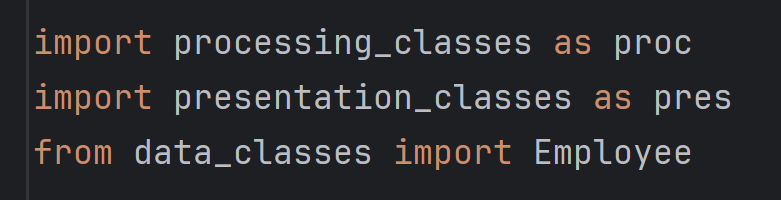 import processing_classes as proc
import presentation_classes as pres
from data_classes import Employee